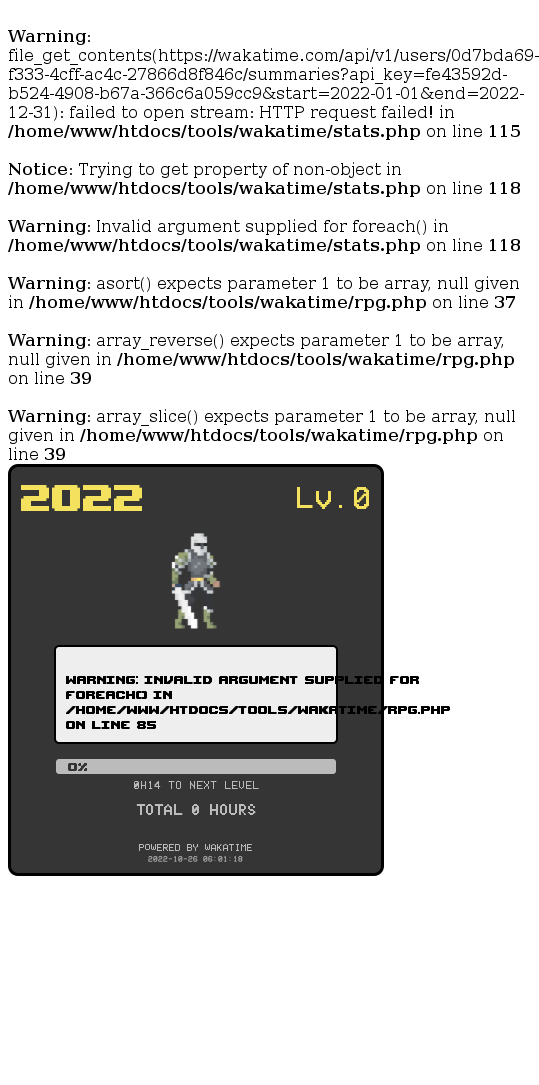 Warning:
file_get_contents(https://wakatime.com/api/v1/users/0d7bda69-
f333-4cff-ac4c-27866d8f846c/summaries?api_key=fe43592d-
b524-4908-b67a-366c6a059cc9&start=2022-01-01&end=2022-
12-31): failed to open stream: HTTP request failed! in
/home/www/htdocs/tools/wakatime/stats.php on line 115
Notice: Trying to get property of non-object in
/home/www/htdocs/tools/wakatime/stats.php on line 118
Warning: Invalid argument supplied for foreach() in
/home/www/htdocs/tools/wakatime/stats.php on line 118
Warning: asort() expects parameter 1 to be array, null given
in /home/www/htdocs/tools/wakatime/rpg.php on line 37
Warning: array_reverse() expects parameter 1 to be array,
null given in /home/www/htdocs/tools/wakatime/rpg.php
on line 39
Warning: array_slice() expects parameter 1 to be array, null
given in /home/www/htdocs/tools/wakatime/rpg.php on
line 39
2022 Lv.0
WARNING: INVALID ARGUMENT SUPPLIED FOR
FOREACH() IN
/HOME/WWW/HTDOCS/TOOLS/WAKATIME/RPG.PHP
ON LINE 85
0%
0H14 TO NEXT LEVEL
TOTAL 0 HOURS
POWERED BY WAKATIME
2022-10-26 06:01:18